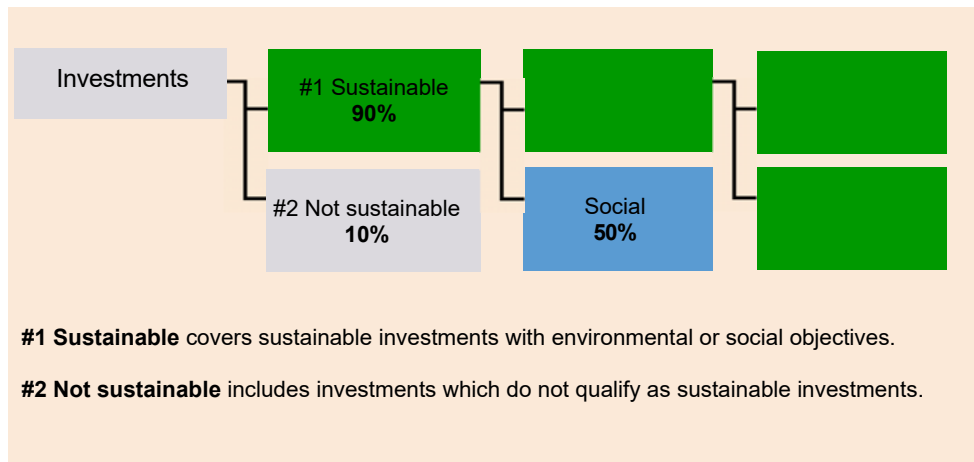 Investments
#1 Sustainable
90%
#2 Not sustainable
10%
Social
50%
#1 Sustainable covers sustainable investments with environmental or social objectives.
#2 Not sustainable includes investments which do not qualify as sustainable investments.